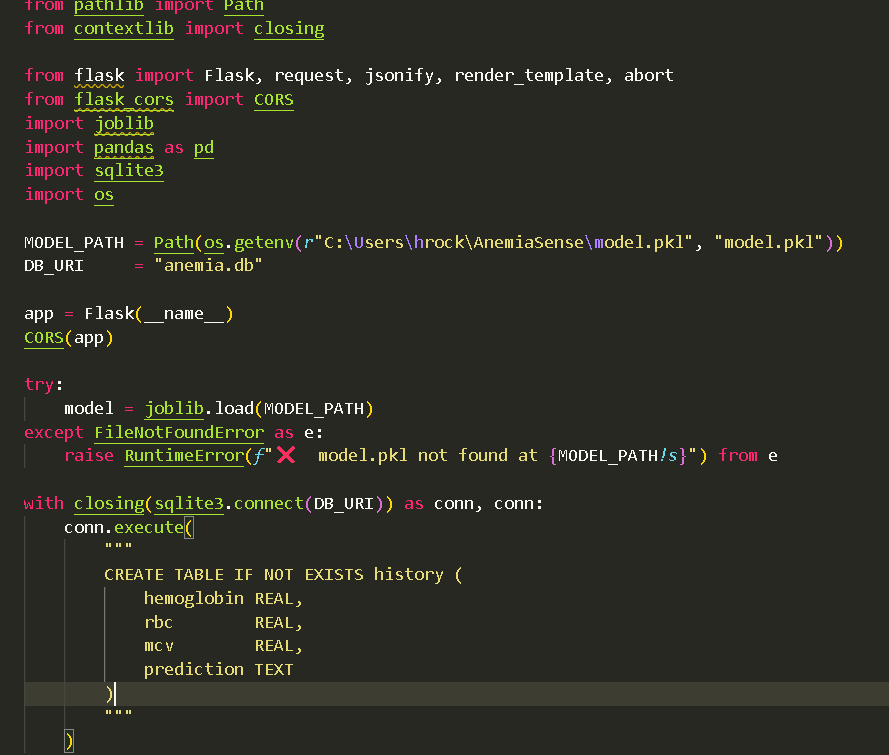 from pathlib import Path
from contextlib import closing
from flask import Flask, request, jsonify, render_template, abort
from flask_cors import CORS
import joblib
import pandas as pd
import sqlite3
import os
MODEL_PATH = Path(os.getenv(r"C:\Users\hrock\AnemiaSense\model.pkl", "model.pkl"))
DB_URI     = "anemia.db"
app = Flask(__name__)
CORS(app)
try:
    model = joblib.load(MODEL_PATH)
except FileNotFoundError as e:
    raise RuntimeError(f"❌  model.pkl not found at {MODEL_PATH!s}") from e
with closing(sqlite3.connect(DB_URI)) as conn, conn:
    conn.execute(
        """
        CREATE TABLE IF NOT EXISTS history (
            hemoglobin REAL,
            rbc        REAL,
            mcv        REAL,
            prediction TEXT
        )
        """
    )